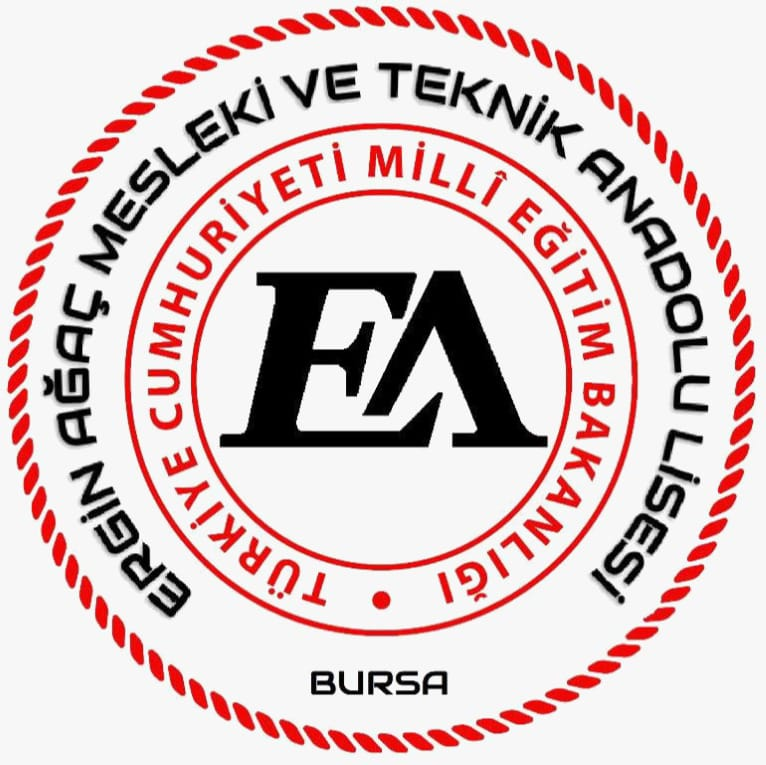 ERGİN AĞAÇ MESLEKİ VE TEKNİK ANADOLU LİSESİ
TÜRKİYE CUMHURİYETİ MİLLÎ EĞİTİM BAKANLIĞI •
EA
BURSA